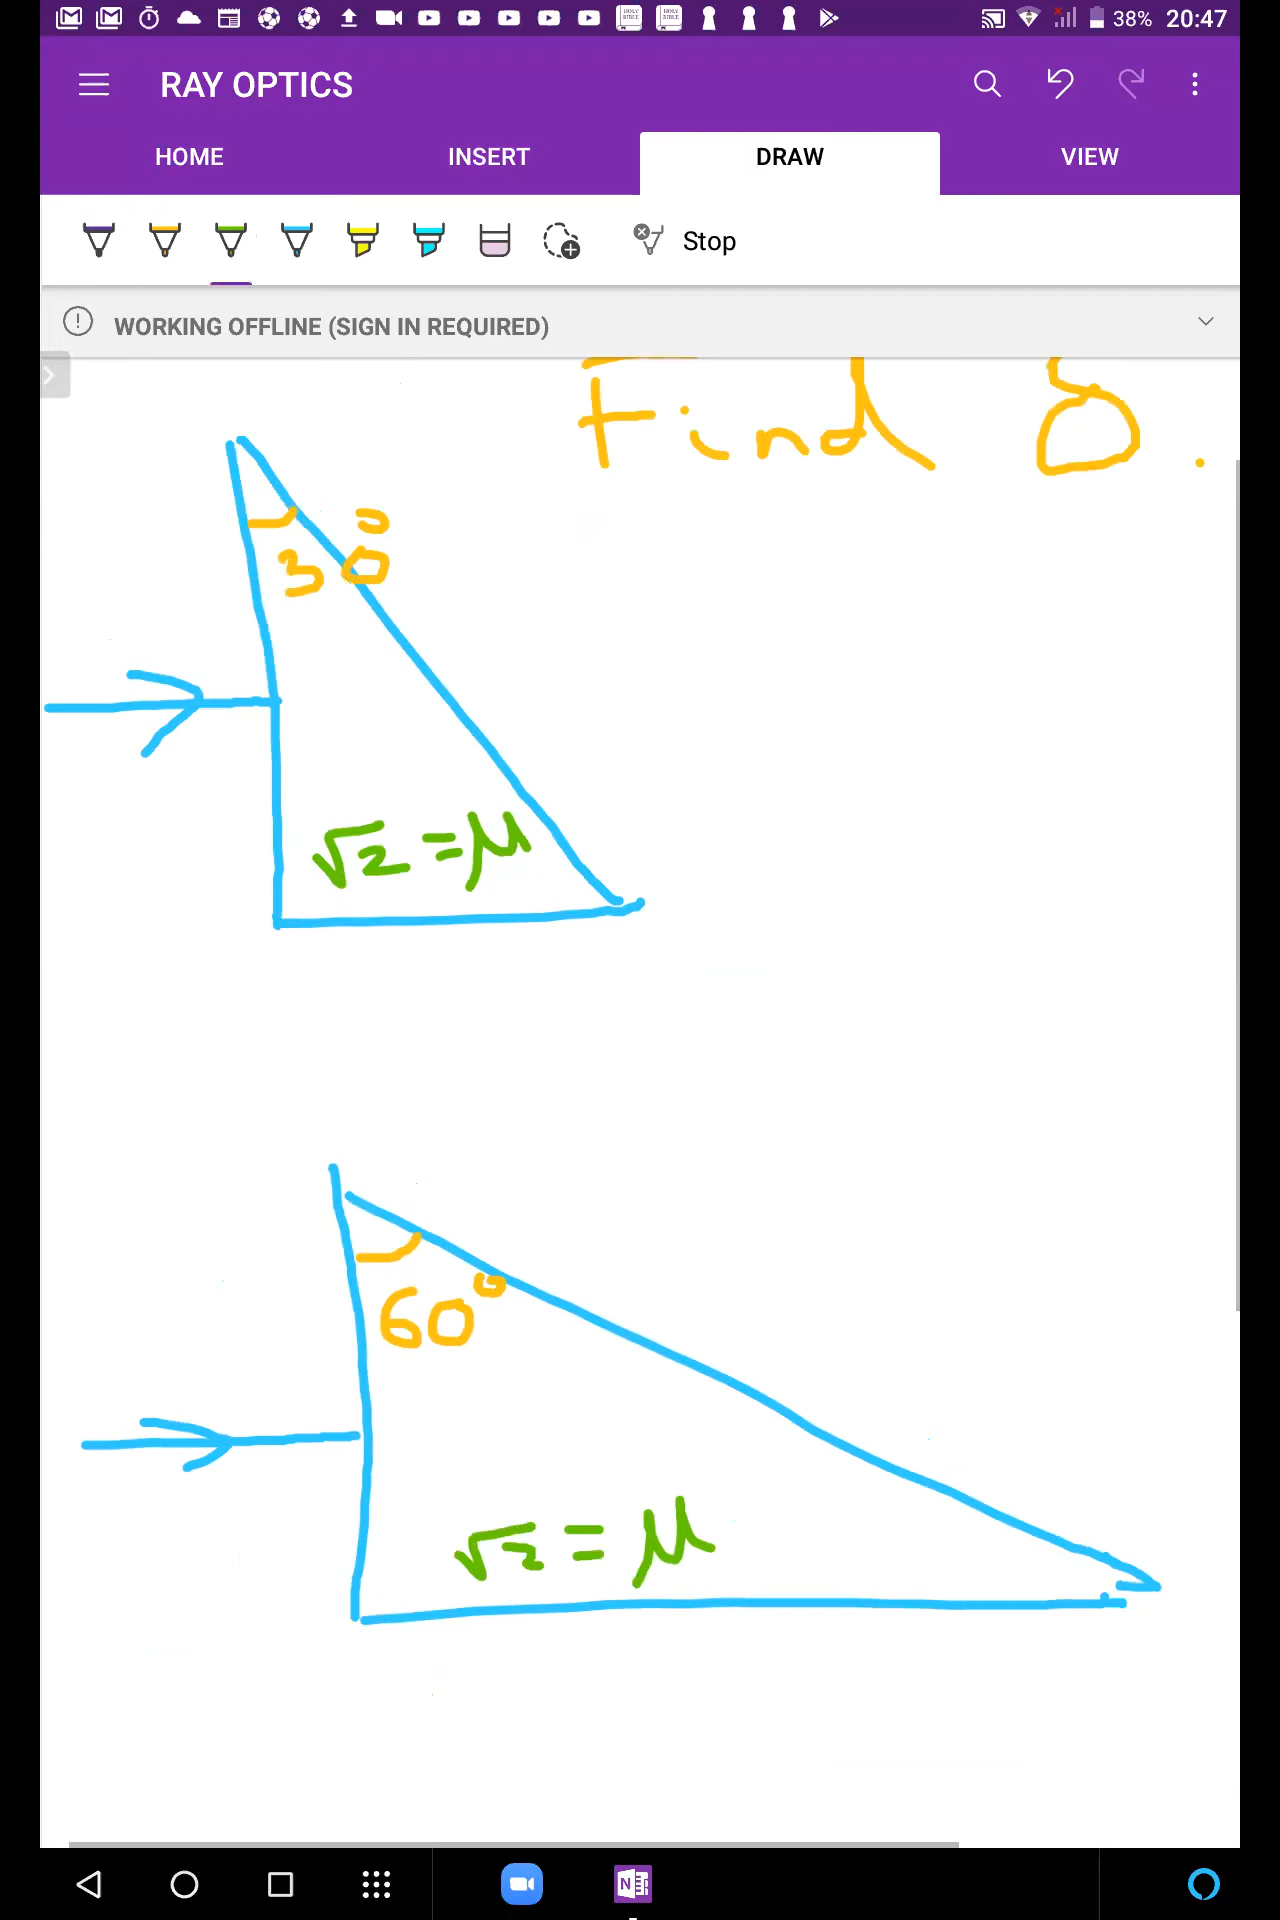 38% 20:47
RAY OPTICS
HOME INSERT DRAW VIEW
Stop
WORKING OFFLINE (SIGN IN REQUIRED)
Find δ.
30°
√2 = μ
60°
√2 = μ